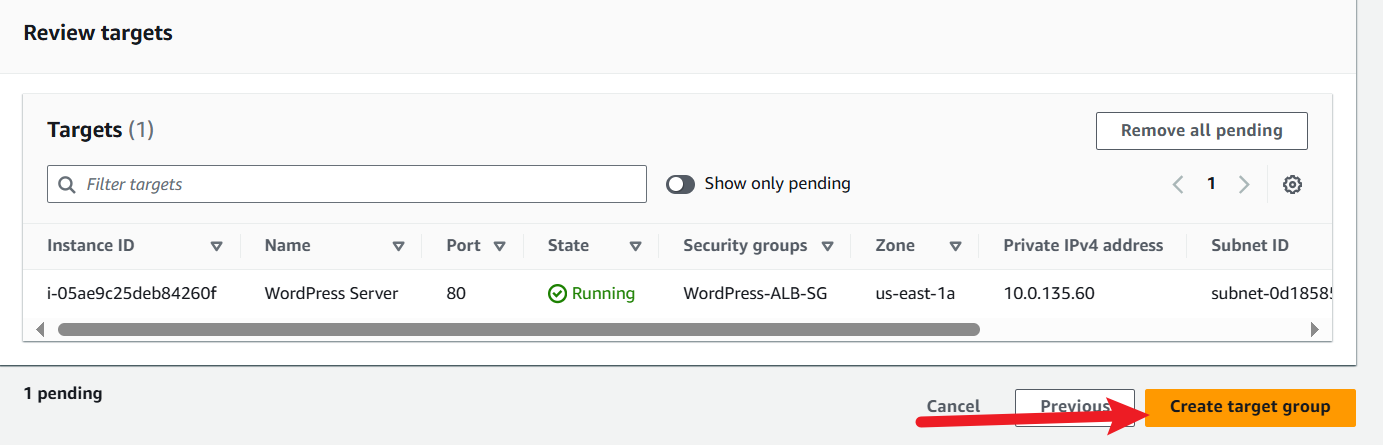 Review targets
Targets (1)
Remove all pending
Filter targets
Show only pending
1
Instance ID Name Port State Security groups Zone Private IPv4 address Subnet ID
i-05ae9c25deb84260f WordPress Server 80 Running WordPress-ALB-SG us-east-1a 10.0.135.60 subnet-0d1858
1 pending
Cancel Previous Create target group